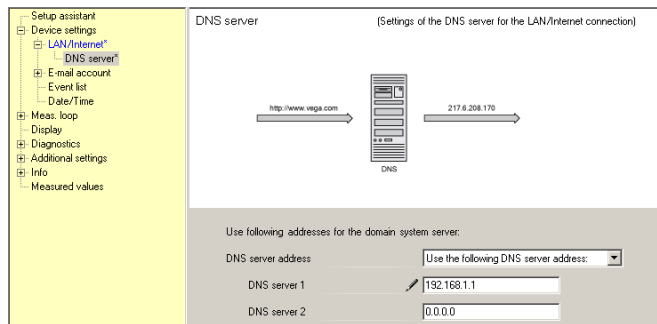 Setup assistant
Device settings
LAN/Internet*
DNS server*
E-mail account
Event list
Date/Time
Meas. loop
Display
Diagnostics
Additional settings
Info
Measured values
DNS server (Settings of the DNS server for the LAN/Internet connection)
http://www.vega.com 217.6.208.170
DNS
Use following addresses for the domain system server:
DNS server address Use the following DNS server address:
DNS server 1 192.168.1.1
DNS server 2 0.0.0.0